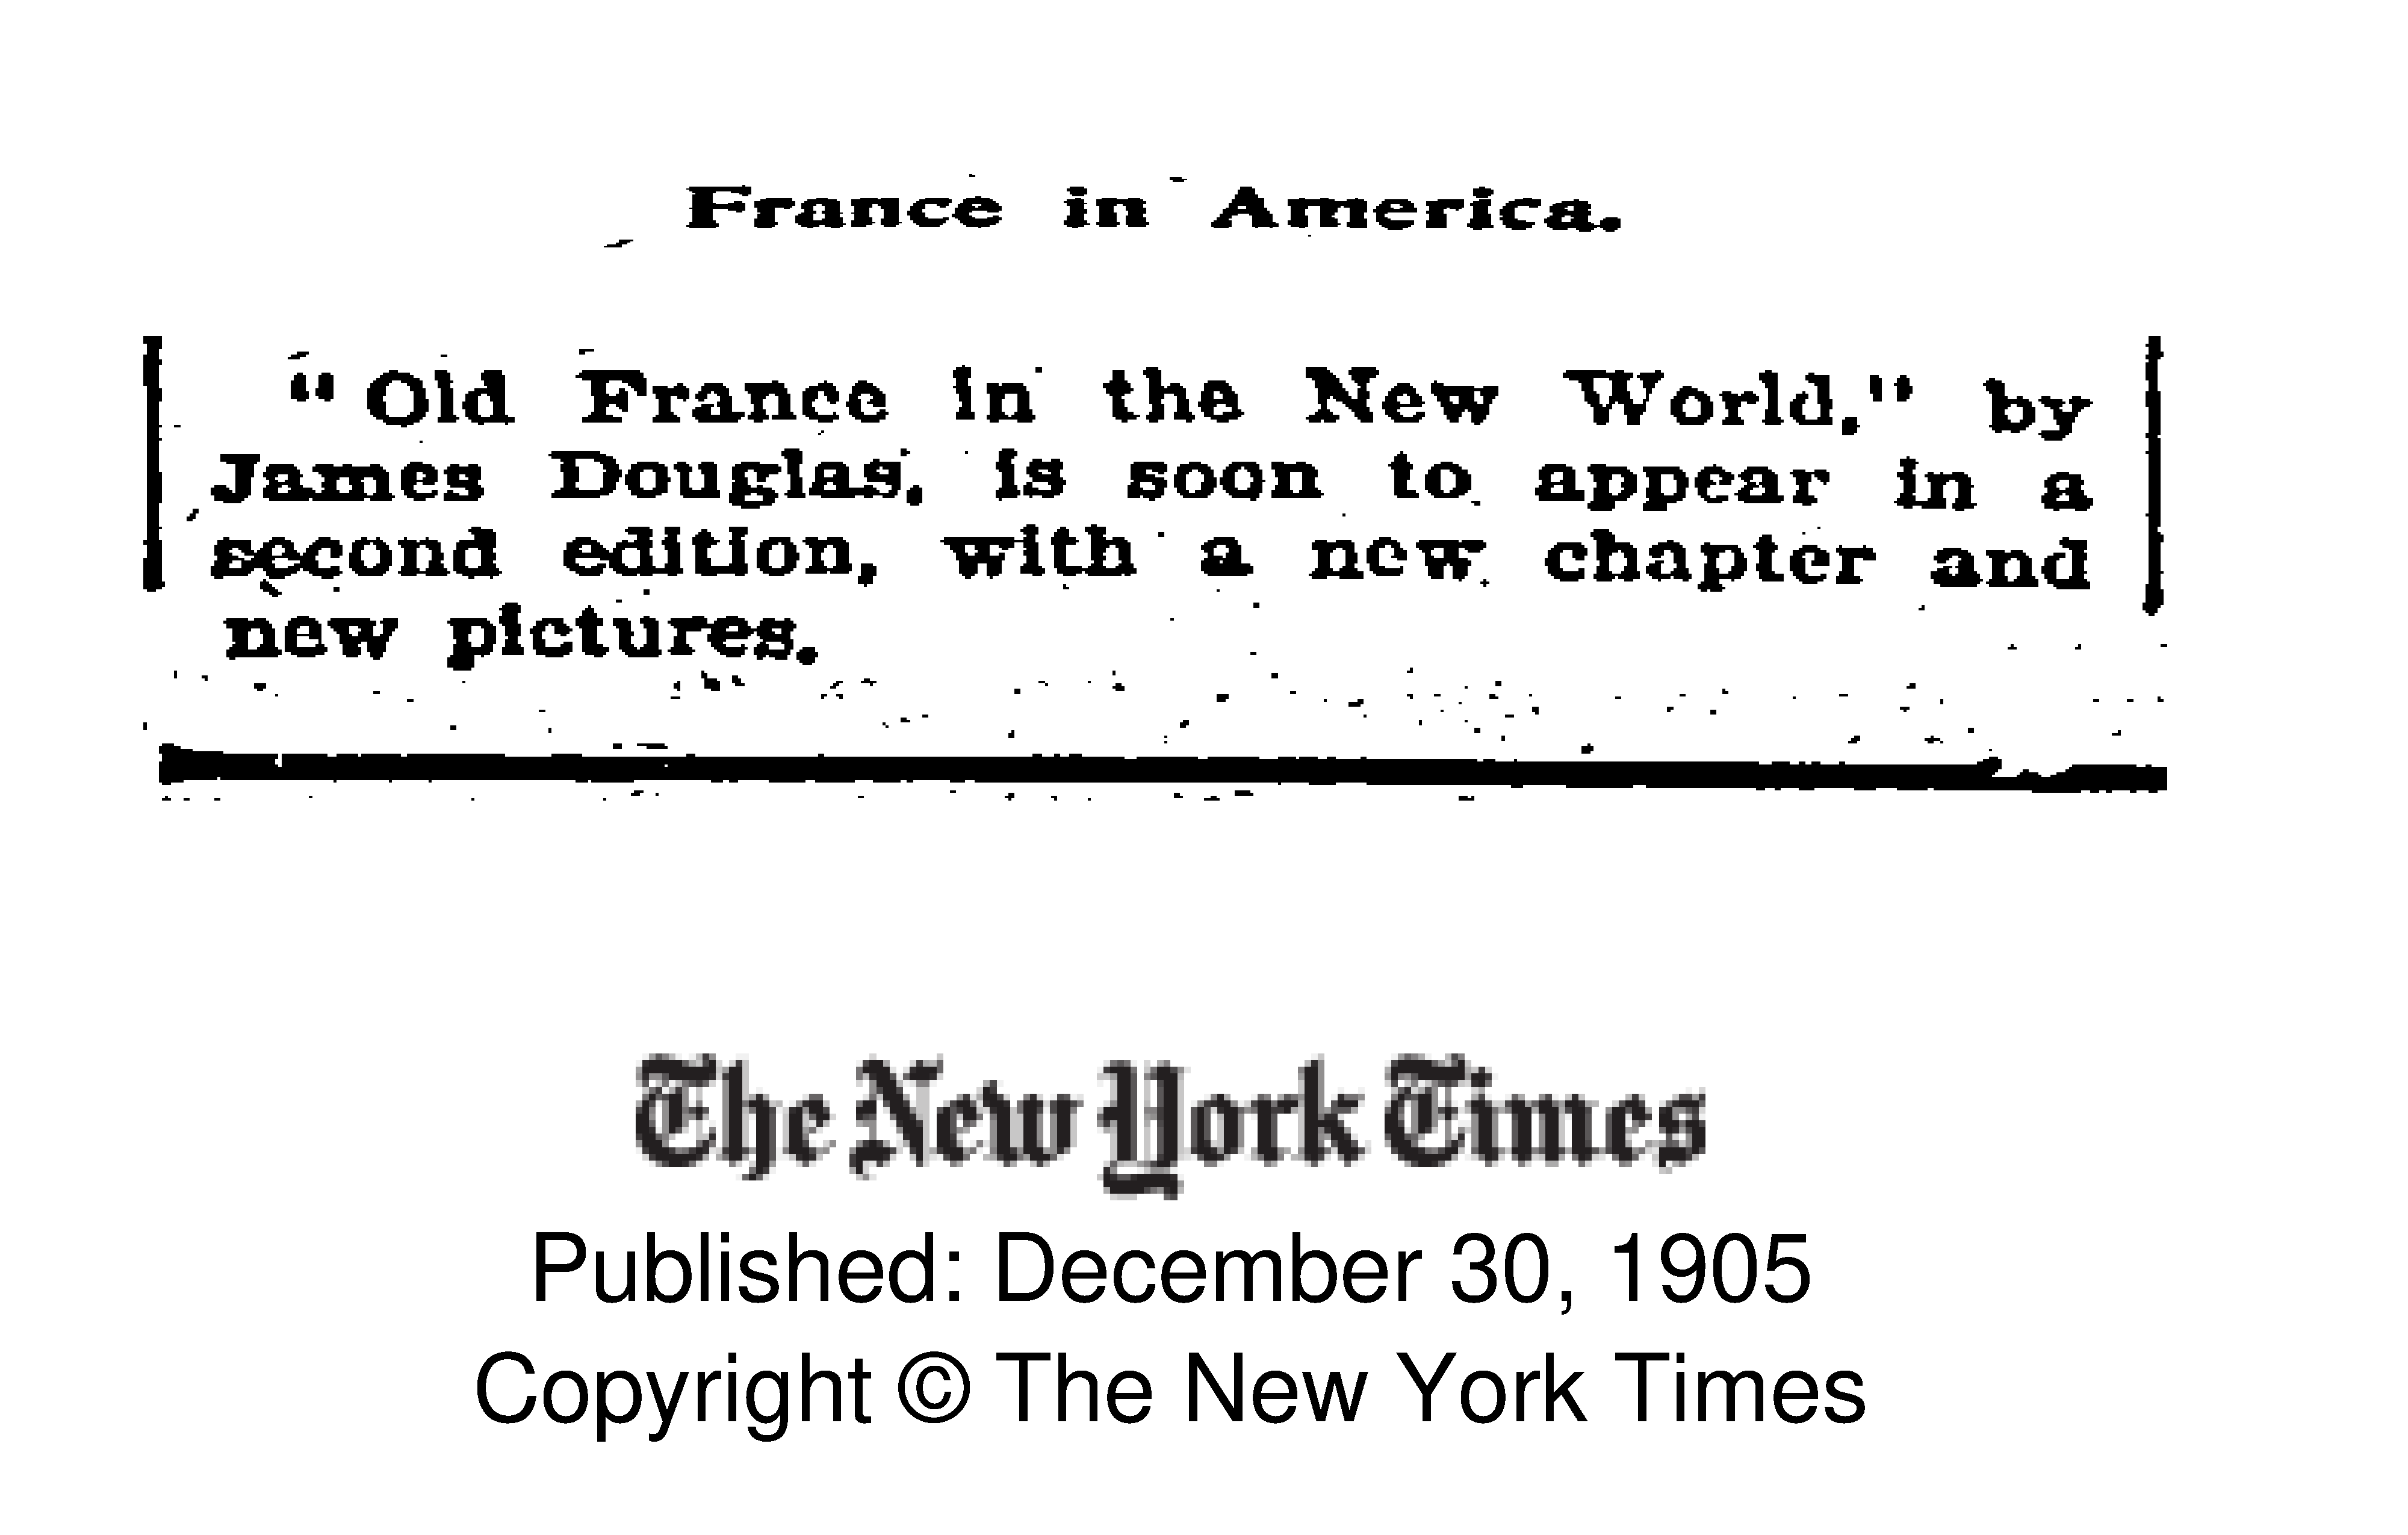 France in America.
"Old France in the New World," by
James Douglas, is soon to appear in a
second edition, with a new chapter and
new pictures.
The New York Times
Published: December 30, 1905
Copyright © The New York Times